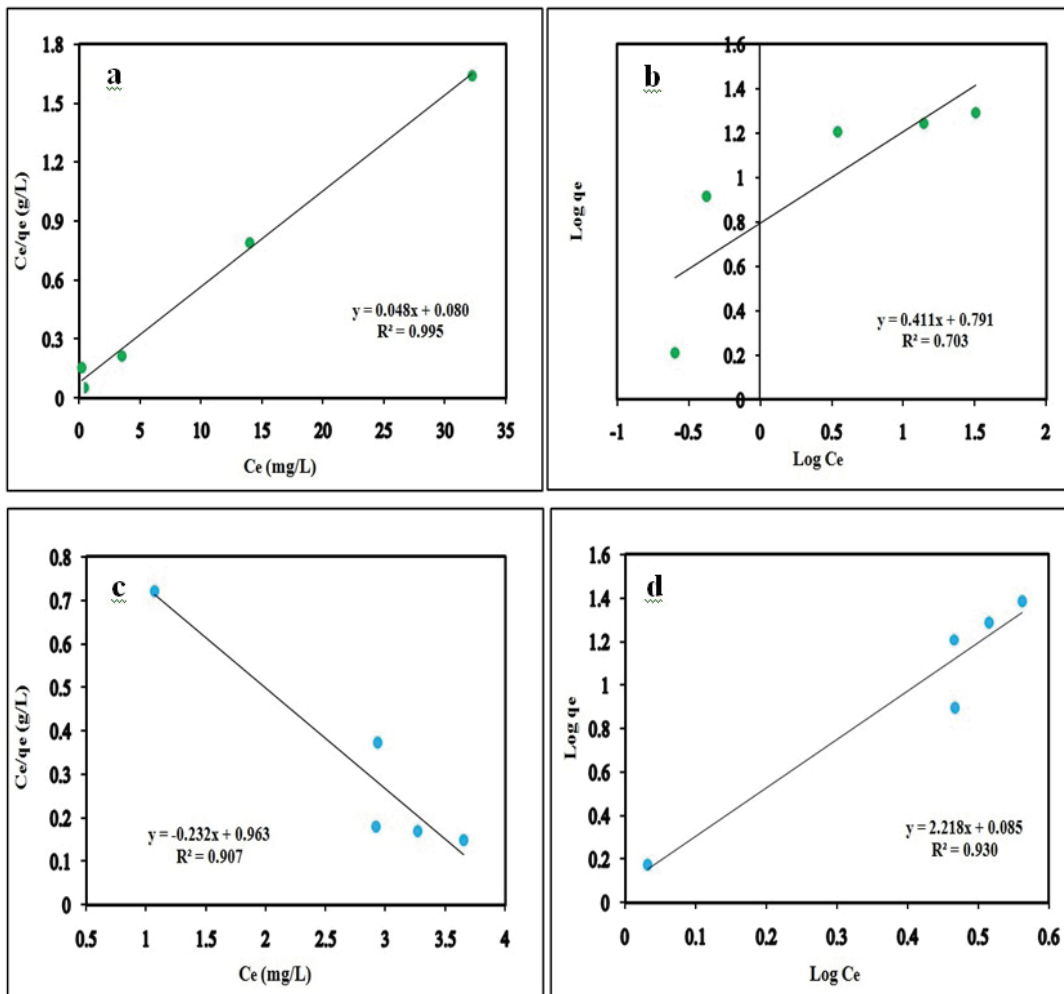 a
Ce/qe (g/L)
1.8
1.5
1.2
0.9
0.6
0.3
0
y = 0.048x + 0.080
R² = 0.995
0 5 10 15 20 25 30 35
Ce (mg/L)
b
Log qe
1.6
1.4
1.2
1
0.8
0.6
0.4
0.2
0
y = 0.411x + 0.791
R² = 0.703
-1 -0.5 0 0.5 1 1.5 2
Log Ce
c
Ce/qe (g/L)
0.8
0.7
0.6
0.5
0.4
0.3
0.2
0.1
0
y = -0.232x + 0.963
R² = 0.907
0.5 1 1.5 2 2.5 3 3.5 4
Ce (mg/L)
d
Log qe
1.6
1.4
1.2
1
0.8
0.6
0.4
0.2
0
y = 2.218x + 0.085
R² = 0.930
0 0.1 0.2 0.3 0.4 0.5 0.6
Log Ce